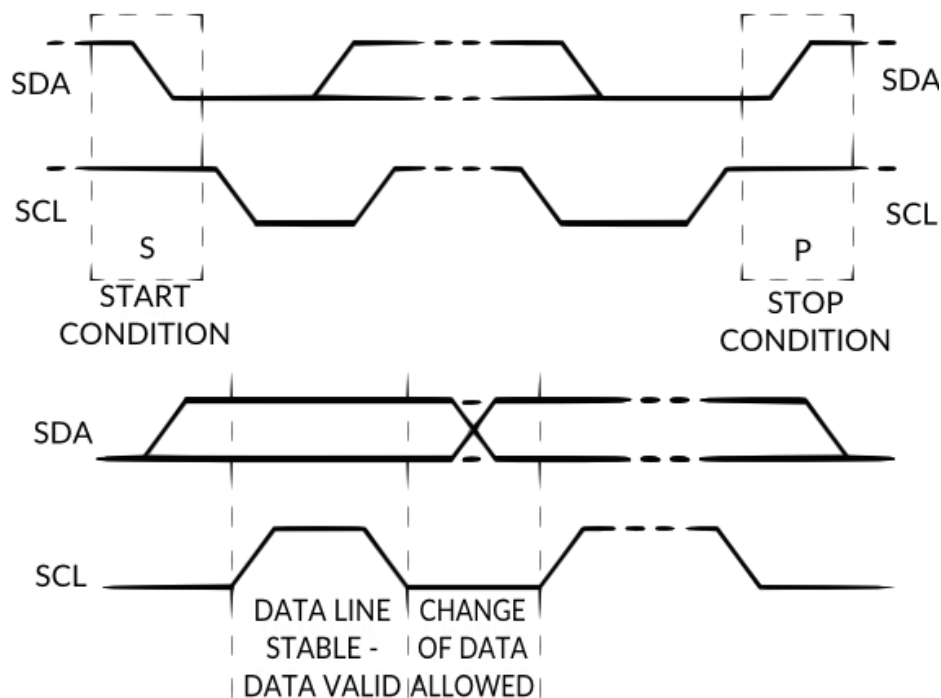 SDA
SDA
SCL
SCL
S
P
START
CONDITION
STOP
CONDITION
SDA
SCL
DATA LINE
STABLE -
DATA VALID
CHANGE
OF DATA
ALLOWED